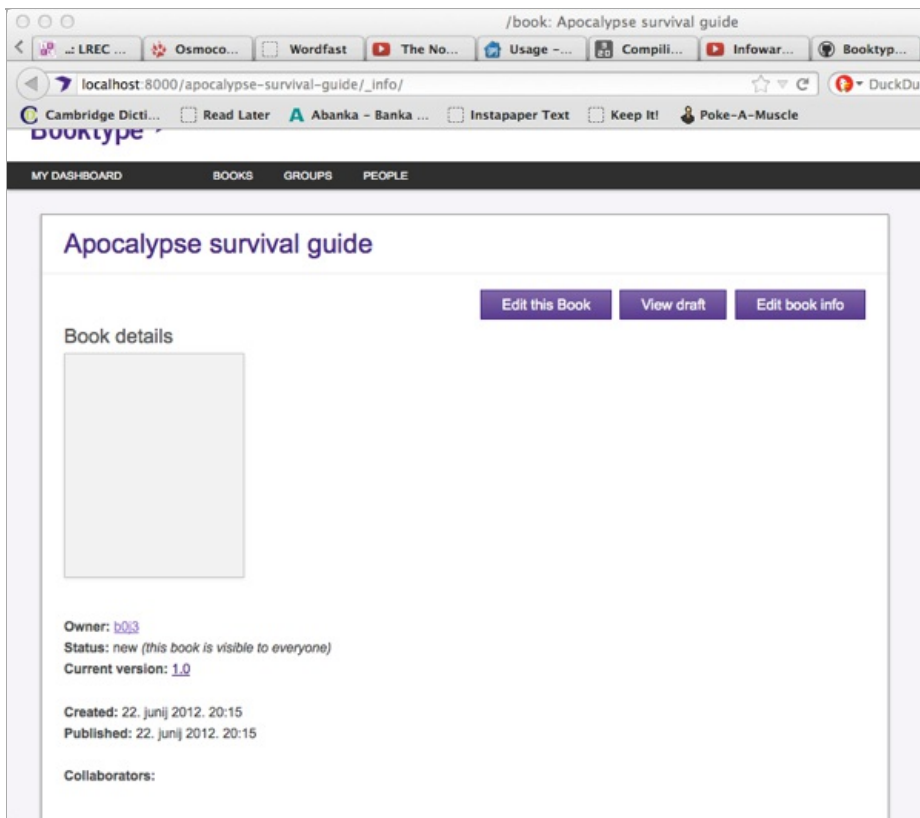 /book: Apocalypse survival guide
..: LREC ... Osmoco... Wordfast The No... Usage -... Compili... Infowar... Booktyp...
localhost:8000/apocalypse-survival-guide/_info/ DuckDu
Cambridge Dicti... Read Later Abanka - Banka ... Instapaper Text Keep It! Poke-A-Muscle
Booktype
MY DASHBOARD BOOKS GROUPS PEOPLE
Apocalypse survival guide
Edit this Book View draft Edit book info
Book details
Owner: b0j3
Status: new (this book is visible to everyone)
Current version: 1.0
Created: 22. junij 2012. 20:15
Published: 22. junij 2012. 20:15
Collaborators: